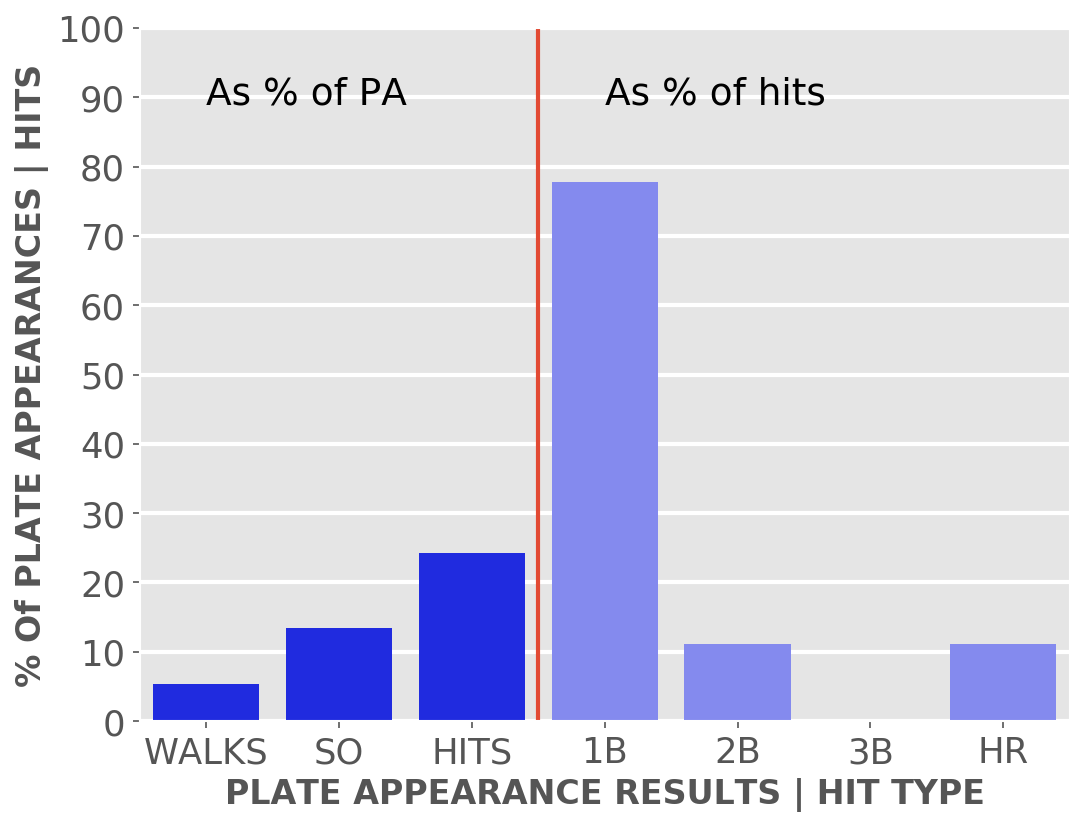 100
90
80
70
60
50
40
30
20
10
0
% Of PLATE APPEARANCES | HITS
As % of PA
As % of hits
WALKS SO HITS 1B 2B 3B HR
PLATE APPEARANCE RESULTS | HIT TYPE